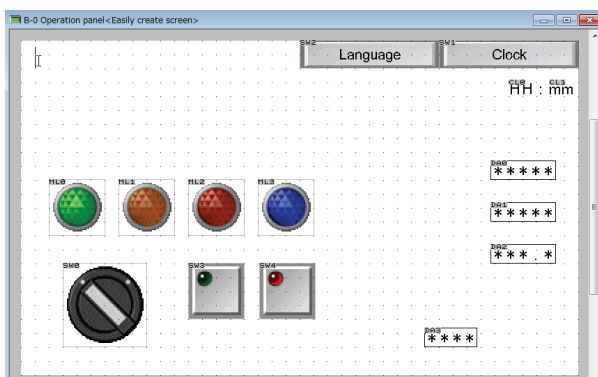 B-0 Operation panel<Easily create screen>
SW2 Language SW1 Clock
CL0 HH : CL1 mm
DA0
*****
ML0 ML1 ML2 ML3
DA1
*****
DA2
***.*
SW0 SW3 SW4
DA3
****